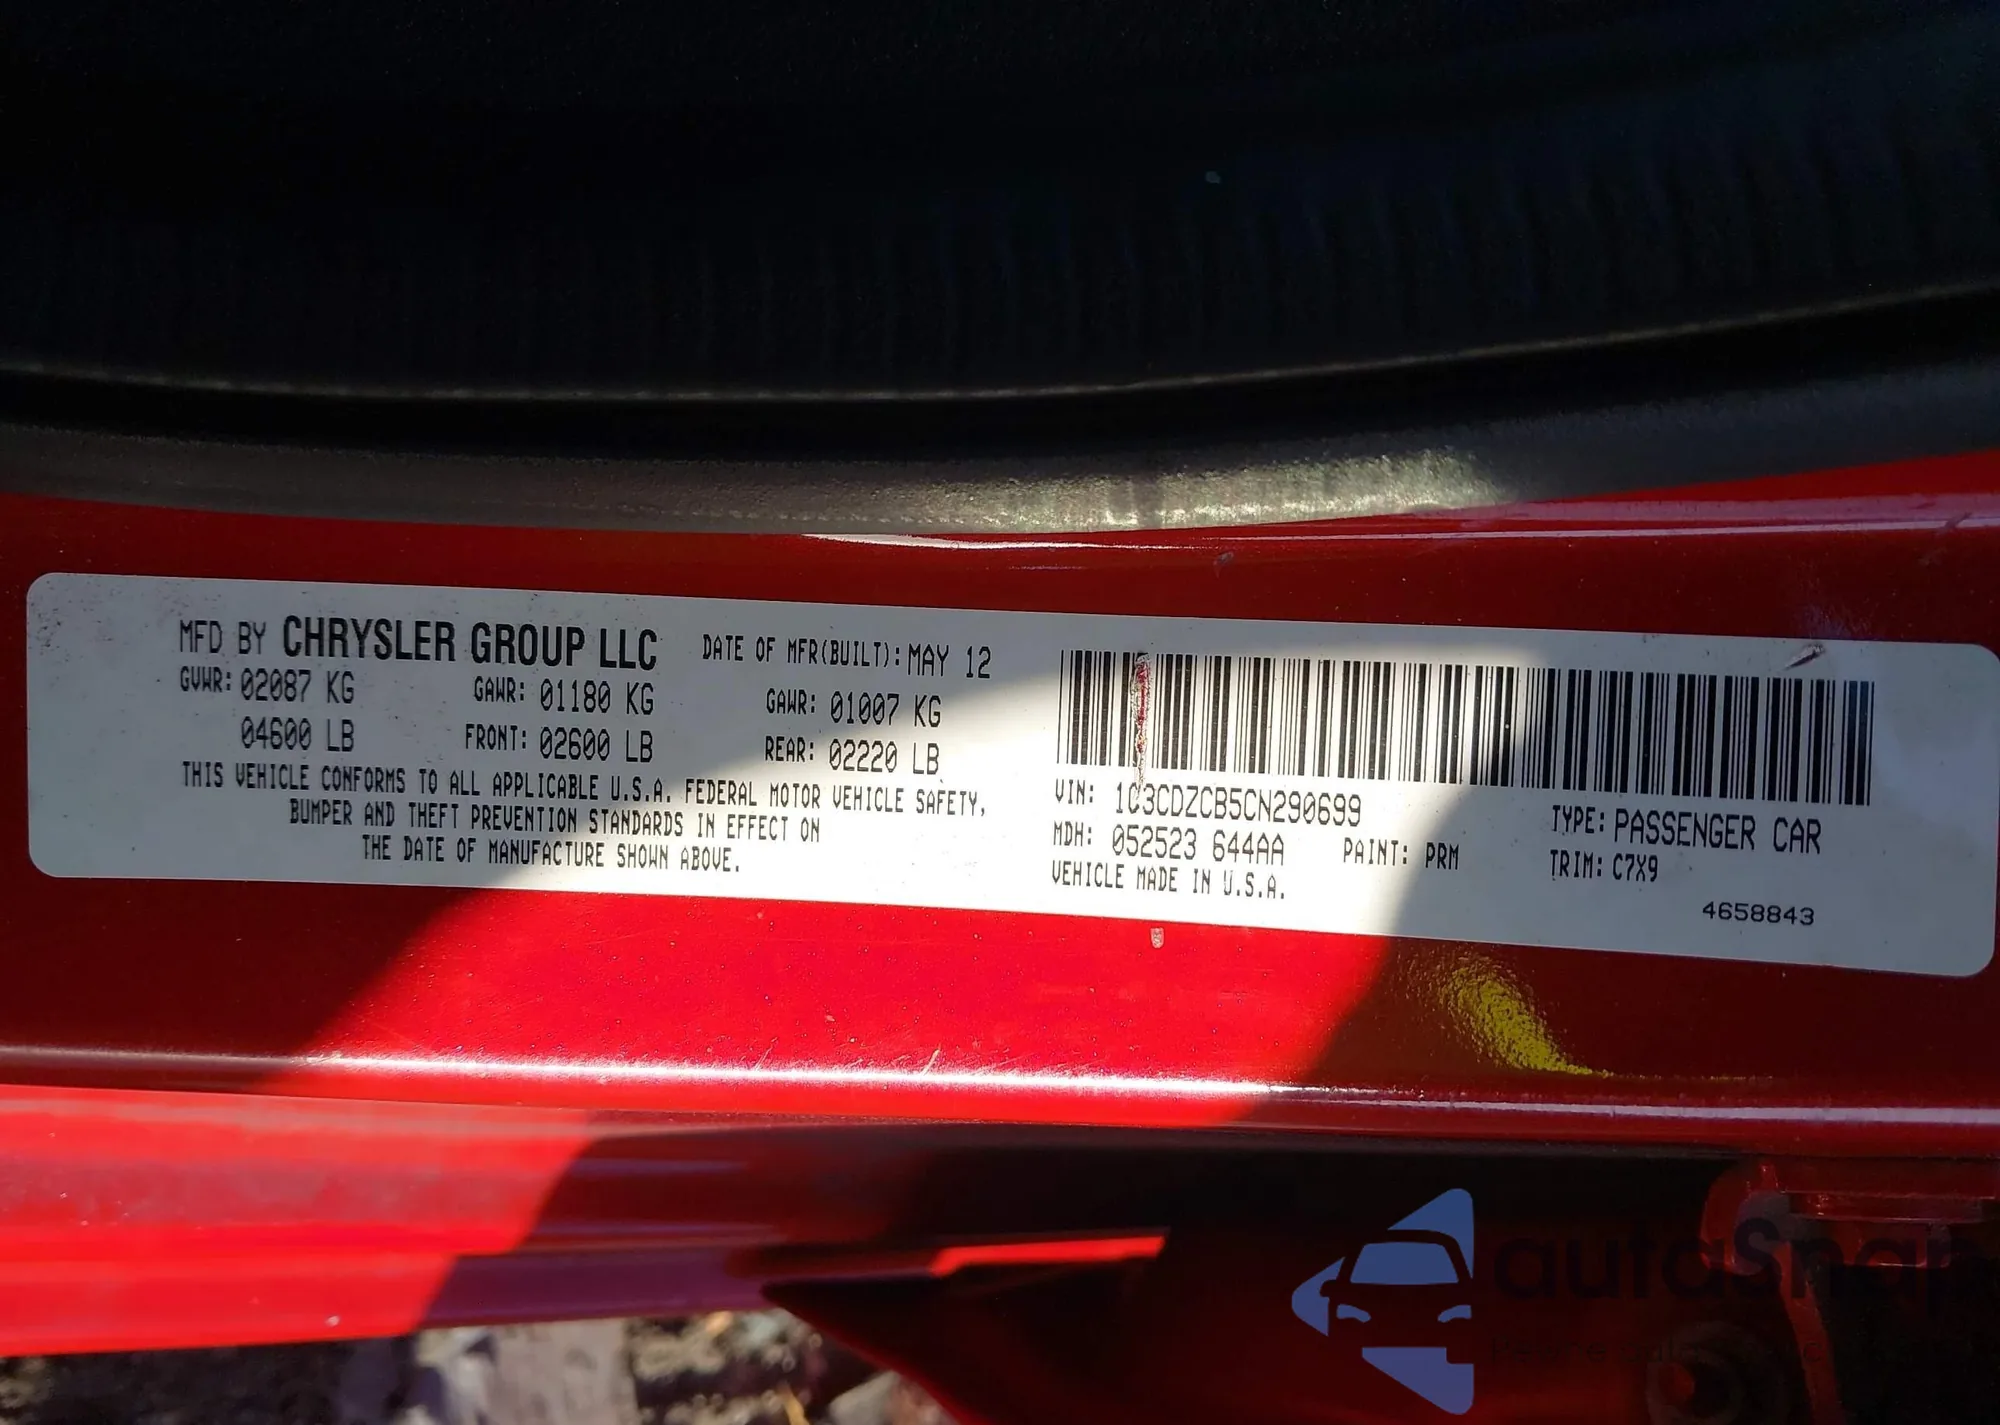 MFD BY CHRYSLER GROUP LLC DATE OF MFR(BUILT): MAY 12
GVWR: 02087 KG GAWR: 01180 KG GAWR: 01007 KG
04600 LB FRONT: 02600 LB REAR: 02220 LB
THIS VEHICLE CONFORMS TO ALL APPLICABLE U.S.A. FEDERAL MOTOR VEHICLE SAFETY,
BUMPER AND THEFT PREVENTION STANDARDS IN EFFECT ON
THE DATE OF MANUFACTURE SHOWN ABOVE.
VIN: 1C3CDZCB5CN290699 TYPE: PASSENGER CAR
MDH: 052523 644AA PAINT: PRM TRIM: C7X9
VEHICLE MADE IN U.S.A.
4658843
autaSnap